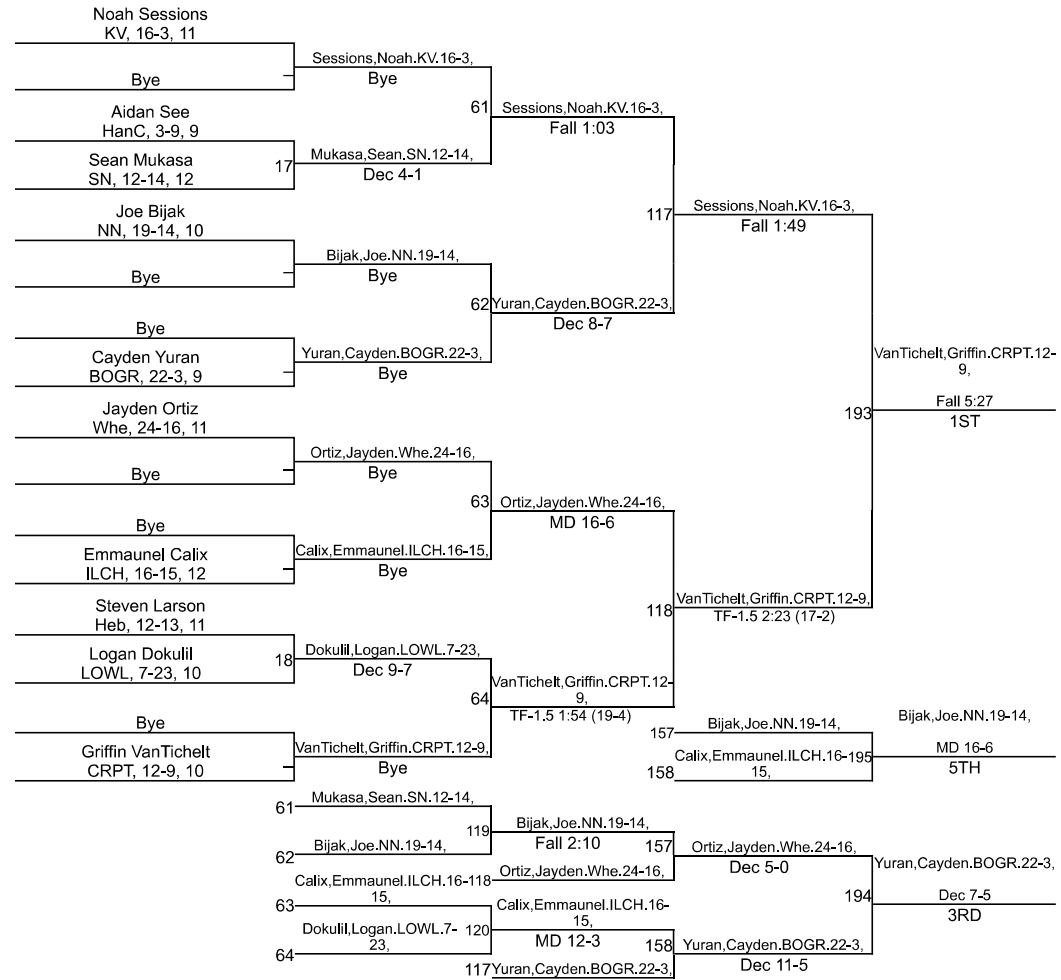 Noah Sessions
KV, 16-3, 11
Sessions,Noah.KV.16-3,
Bye
Bye
61
Sessions,Noah.KV.16-3,
Fall 1:03
Aidan See
HanC, 3-9, 9
17
Mukasa,Sean.SN.12-14,
Dec 4-1
Sean Mukasa
SN, 12-14, 12
117
Sessions,Noah.KV.16-3,
Fall 1:49
Joe Bijak
NN, 19-14, 10
Bijak,Joe.NN.19-14,
Bye
Bye
62
Yuran,Cayden.BOGR.22-3,
Dec 8-7
Bye
Yuran,Cayden.BOGR.22-3,
Bye
Cayden Yuran
BOGR, 22-3, 9
193
VanTichelt,Griffin.CRPT.12-
9,
Fall 5:27
1ST
Jayden Ortiz
Whe, 24-16, 11
Ortiz,Jayden.Whe.24-16,
Bye
Bye
63
Ortiz,Jayden.Whe.24-16,
MD 16-6
Bye
Calix,Emmaunel.ILCH.16-15,
Bye
Emmaunel Calix
ILCH, 16-15, 12
118
VanTichelt,Griffin.CRPT.12-9,
TF-1.5 2:23 (17-2)
Steven Larson
Heb, 12-13, 11
18
Dokulil,Logan.LOWL.7-23,
Dec 9-7
Logan Dokulil
LOWL, 7-23, 10
64
VanTichelt,Griffin.CRPT.12-
9,
TF-1.5 1:54 (19-4)
Bye
VanTichelt,Griffin.CRPT.12-9,
Bye
Griffin VanTichelt
CRPT, 12-9, 10
157
Bijak,Joe.NN.19-14,
158
Calix,Emmaunel.ILCH.16-
15,
195
Bijak,Joe.NN.19-14,
MD 16-6
5TH
61
Mukasa,Sean.SN.12-14,
62
Bijak,Joe.NN.19-14,
119
Bijak,Joe.NN.19-14,
Fall 2:10
118
Ortiz,Jayden.Whe.24-16,
157
Ortiz,Jayden.Whe.24-16,
Dec 5-0
63
Calix,Emmaunel.ILCH.16-
15,
64
Dokulil,Logan.LOWL.7-
23,
120
Calix,Emmaunel.ILCH.16-
15,
MD 12-3
117
Yuran,Cayden.BOGR.22-3,
158
Yuran,Cayden.BOGR.22-3,
Dec 11-5
194
Yuran,Cayden.BOGR.22-3,
Dec 7-5
3RD